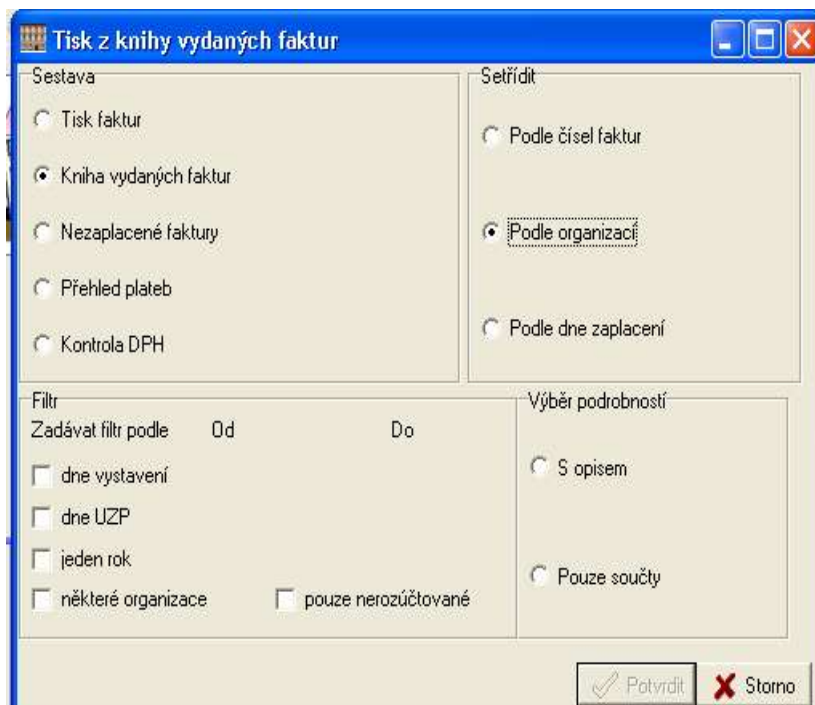 Tisk z knihy vydaných faktur
Sestava
Tisk faktur
Kniha vydaných faktur
Nezaplacené faktury
Přehled plateb
Kontrola DPH
Setřídit
Podle čísel faktur
Podle organizací
Podle dne zaplacení
Filtr
Zadávat filtr podle Od Do
dne vystavení
dne UZP
jeden rok
některé organizace pouze nerozúčtované
Výběr podrobností
S opisem
Pouze součty
Potvrdit Storno